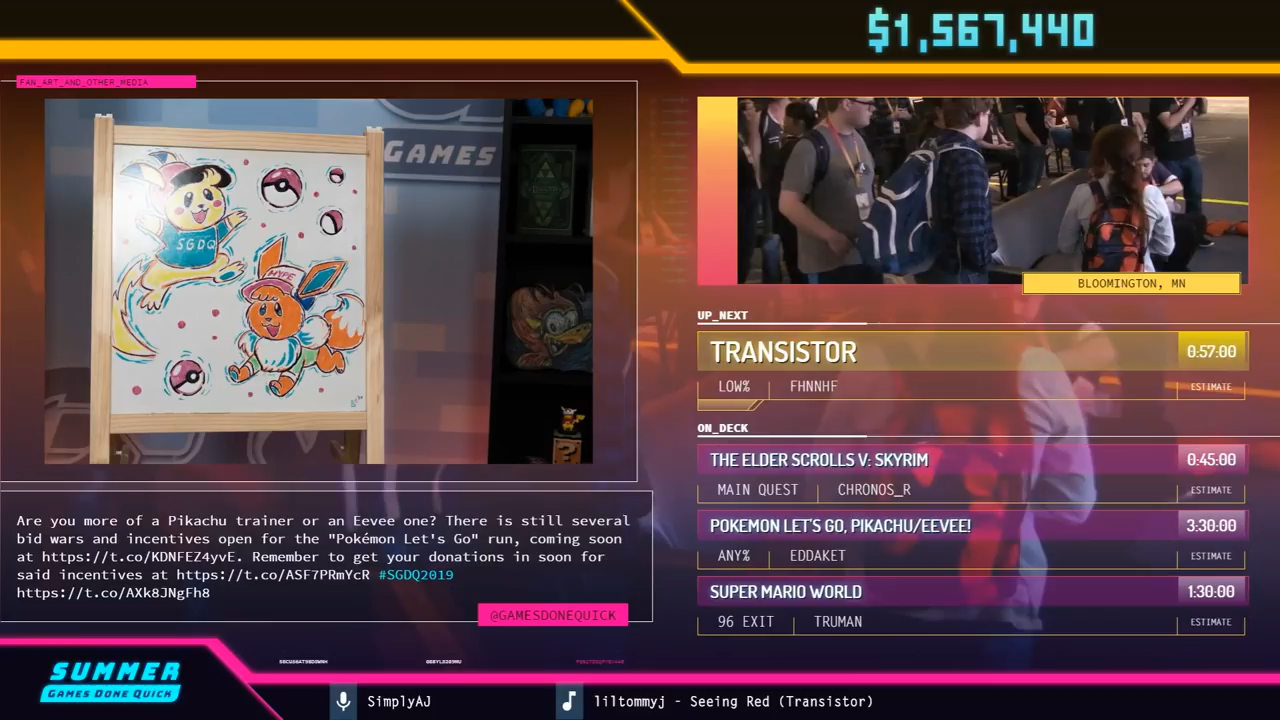 $1,567,440
FAN_ART_AND_OTHER_MEDIA
GAMES
SGDQ
HYPE
BLOOMINGTON, MN
UP_NEXT
TRANSISTOR 0:57:00
LOW% FHNNHF ESTIMATE
ON_DECK
THE ELDER SCROLLS V: SKYRIM 0:45:00
MAIN QUEST CHRONOS_R ESTIMATE
POKEMON LET'S GO, PIKACHU/EEVEE! 3:30:00
ANY% EDDAKET ESTIMATE
SUPER MARIO WORLD 1:30:00
96 EXIT TRUMAN ESTIMATE
Are you more of a Pikachu trainer or an Eevee one? There is still several
bid wars and incentives open for the "Pokémon Let's Go" run, coming soon
at https://t.co/KDNFEZ4yvE. Remember to get your donations in soon for
said incentives at https://t.co/ASF7PRmYcR #SGDQ2019
https://t.co/AXk8JNgFh8
@GAMESDONEQUICK
SUMMER
GAMES DONE QUICK
SimplyAJ
liltommyj - Seeing Red (Transistor)